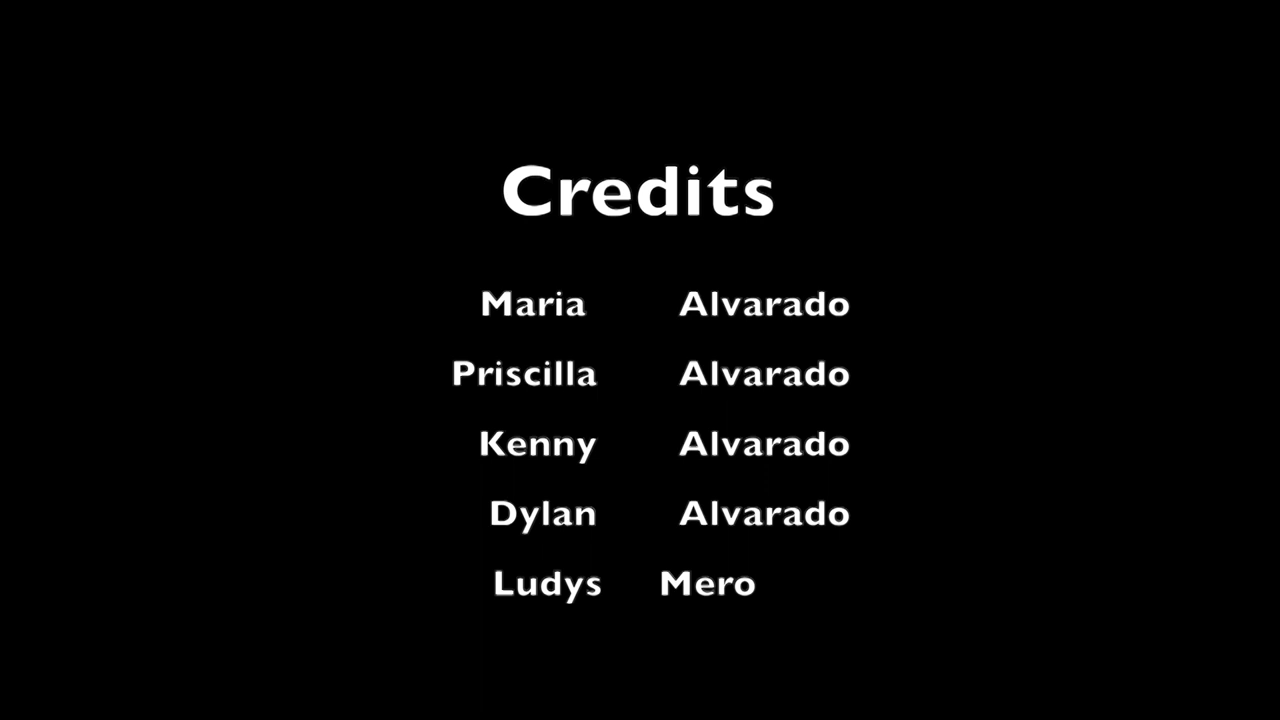 Credits
Maria Alvarado
Priscilla Alvarado
Kenny Alvarado
Dylan Alvarado
Ludys Mero